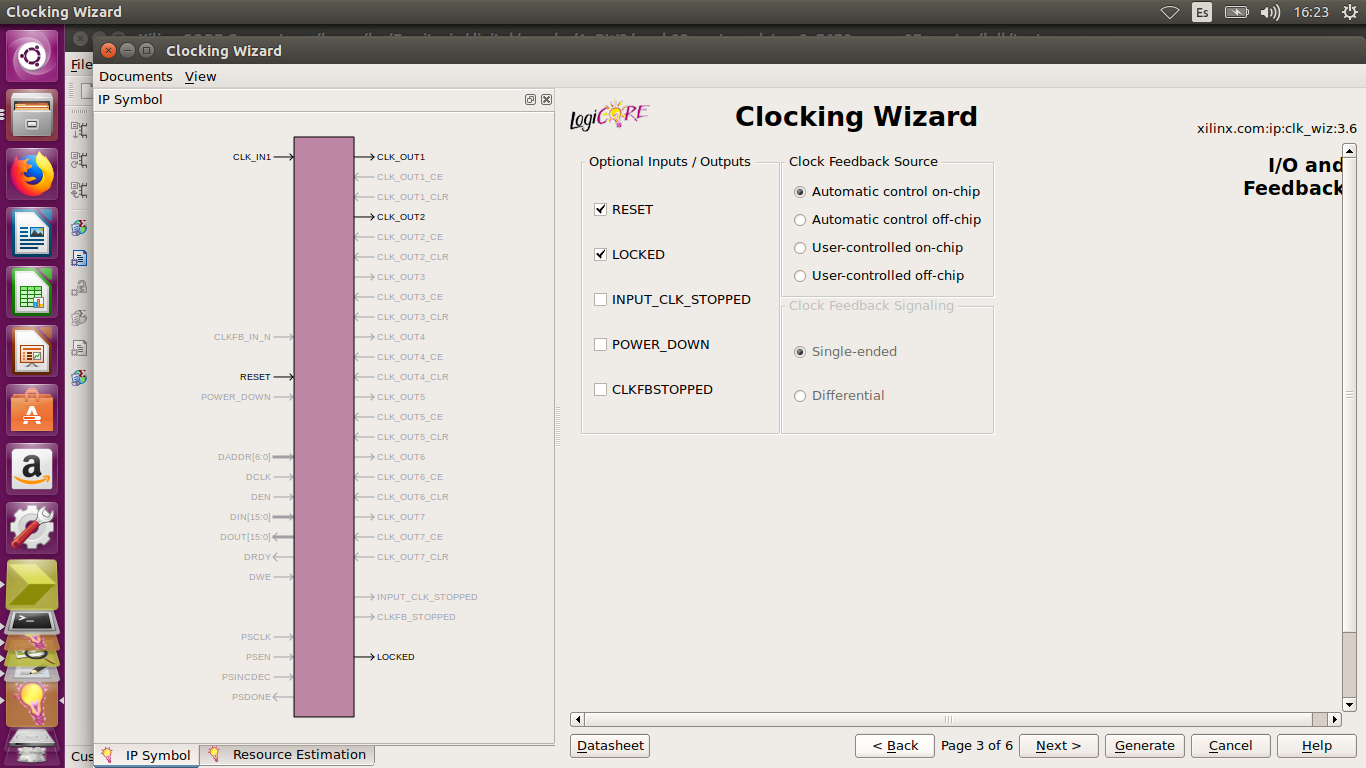 Clocking Wizard
Es
16:23
Clocking Wizard
File
Documents View
IP Symbol
CLK_IN1
CLKFB_IN_N
RESET
POWER_DOWN
DADDR[6:0]
DCLK
DEN
DIN[15:0]
DOUT[15:0]
DRDY
DWE
PSCLK
PSEN
PSINCDEC
PSDONE
CLK_OUT1
CLK_OUT1_CE
CLK_OUT1_CLR
CLK_OUT2
CLK_OUT2_CE
CLK_OUT2_CLR
CLK_OUT3
CLK_OUT3_CE
CLK_OUT3_CLR
CLK_OUT4
CLK_OUT4_CE
CLK_OUT4_CLR
CLK_OUT5
CLK_OUT5_CE
CLK_OUT5_CLR
CLK_OUT6
CLK_OUT6_CE
CLK_OUT6_CLR
CLK_OUT7
CLK_OUT7_CE
CLK_OUT7_CLR
INPUT_CLK_STOPPED
CLKFB_STOPPED
LOCKED
IP Symbol
Resource Estimation
Cus
LogiCORE
Clocking Wizard
xilinx.com:ip:clk_wiz:3.6
I/O and
Feedback
Optional Inputs / Outputs
RESET
LOCKED
INPUT_CLK_STOPPED
POWER_DOWN
CLKFBSTOPPED
Clock Feedback Source
Automatic control on-chip
Automatic control off-chip
User-controlled on-chip
User-controlled off-chip
Clock Feedback Signaling
Single-ended
Differential
Datasheet
< Back
Page 3 of 6
Next >
Generate
Cancel
Help